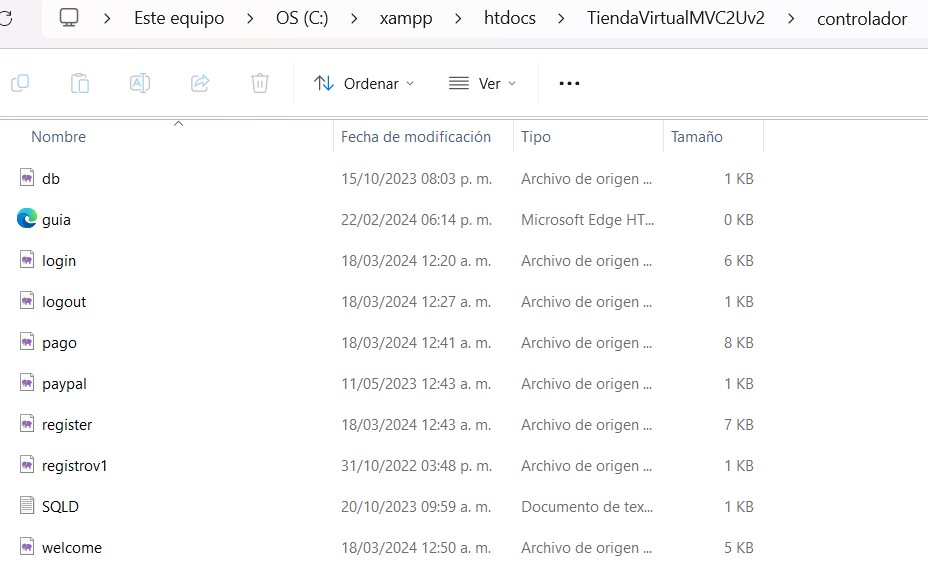 Este equipo > OS (C:) > xampp > htdocs > TiendaVirtualMVC2Uv2 > controlador
Ordenar Ver
Nombre Fecha de modificación Tipo Tamaño
db 15/10/2023 08:03 p. m. Archivo de origen ... 1 KB
guia 22/02/2024 06:14 p. m. Microsoft Edge HT... 0 KB
login 18/03/2024 12:20 a. m. Archivo de origen ... 6 KB
logout 18/03/2024 12:27 a. m. Archivo de origen ... 1 KB
pago 18/03/2024 12:41 a. m. Archivo de origen ... 8 KB
paypal 11/05/2023 12:43 a. m. Archivo de origen ... 1 KB
register 18/03/2024 12:43 a. m. Archivo de origen ... 7 KB
registrov1 31/10/2022 03:48 p. m. Archivo de origen ... 1 KB
SQLD 20/10/2023 09:59 a. m. Documento de tex... 1 KB
welcome 18/03/2024 12:50 a. m. Archivo de origen ... 5 KB